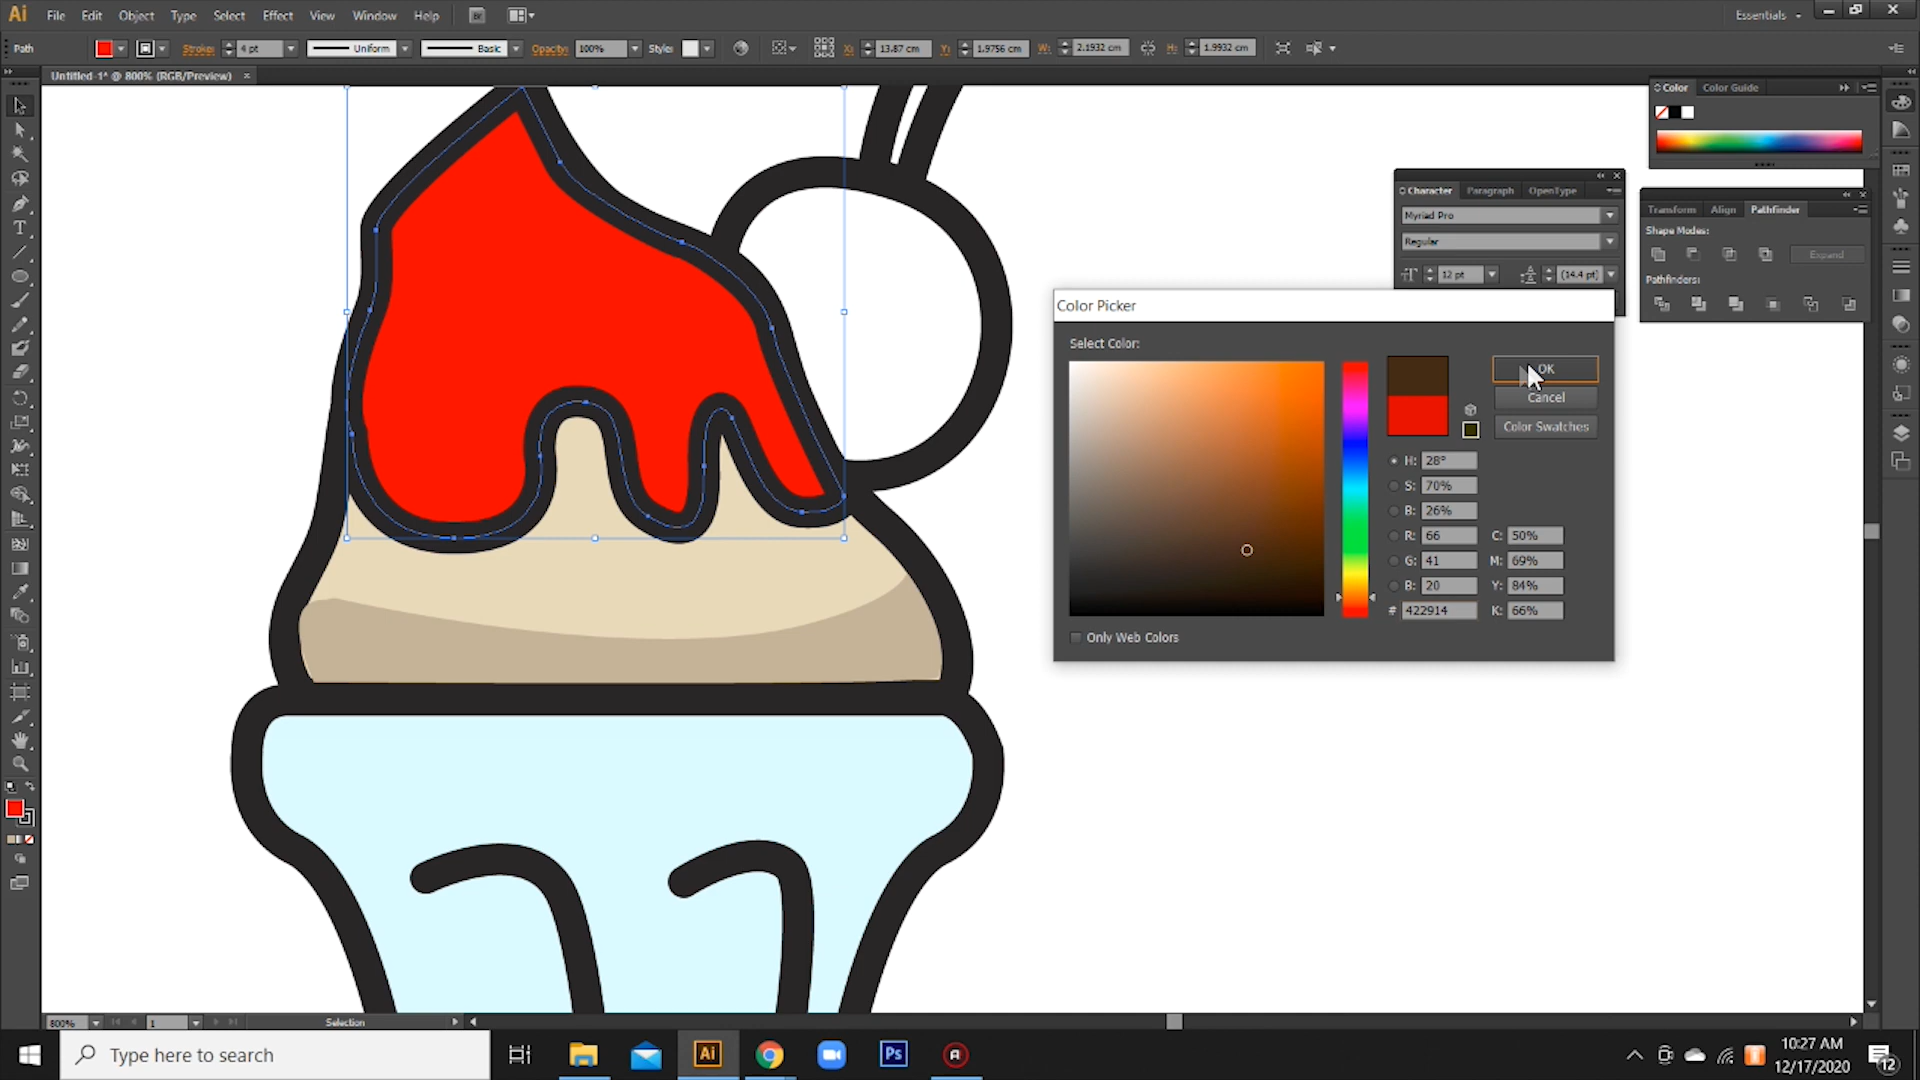 Ai File Edit Object Type Select Effect View Window Help Br Essentials
Path Stroke: 4 pt Uniform Basic Opacity: 100% Style: X: 13.87 cm Y: 1.9756 cm W: 2.1932 cm H: 1.9932 cm
Untitled-1* @ 800% (RGB/Preview) ×
Color Color Guide
Character Paragraph OpenType
Myriad Pro
Regular
12 pt (14.4 pt)
Transform Align Pathfinder
Shape Modes:
Expand
Pathfinders:
Color Picker
Select Color:
OK
Cancel
Color Swatches
H: 28°
S: 70%
B: 26%
R: 66 C: 50%
G: 41 M: 69%
B: 20 Y: 84%
# 422914 K: 66%
Only Web Colors
800% 1 Selection
Type here to search
Ai
Ps
10:27 AM
12/17/2020
12